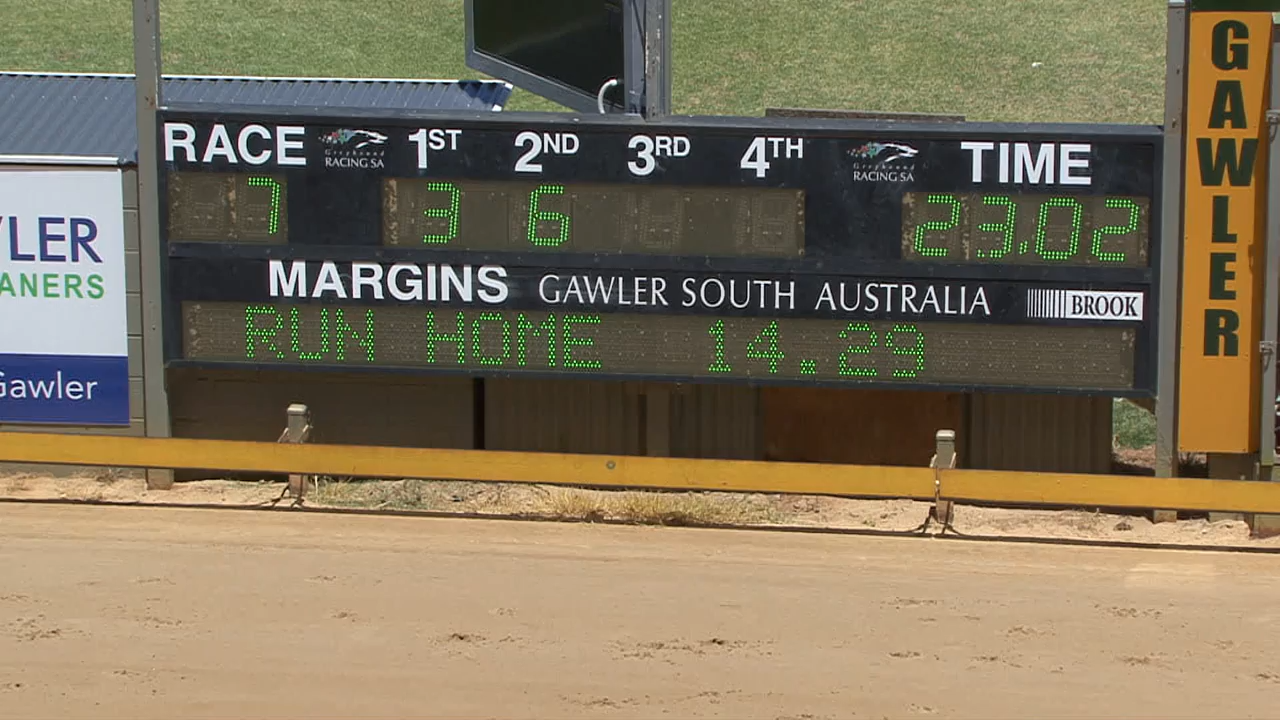 RACE Greyhound RACING SA 1ST 2ND 3RD 4TH Greyhound RACING SA TIME
7 3 6 23.02
MARGINS GAWLER SOUTH AUSTRALIA BROOK
RUN HOME 14.29
GAWLER
LER
ANERS
Gawler